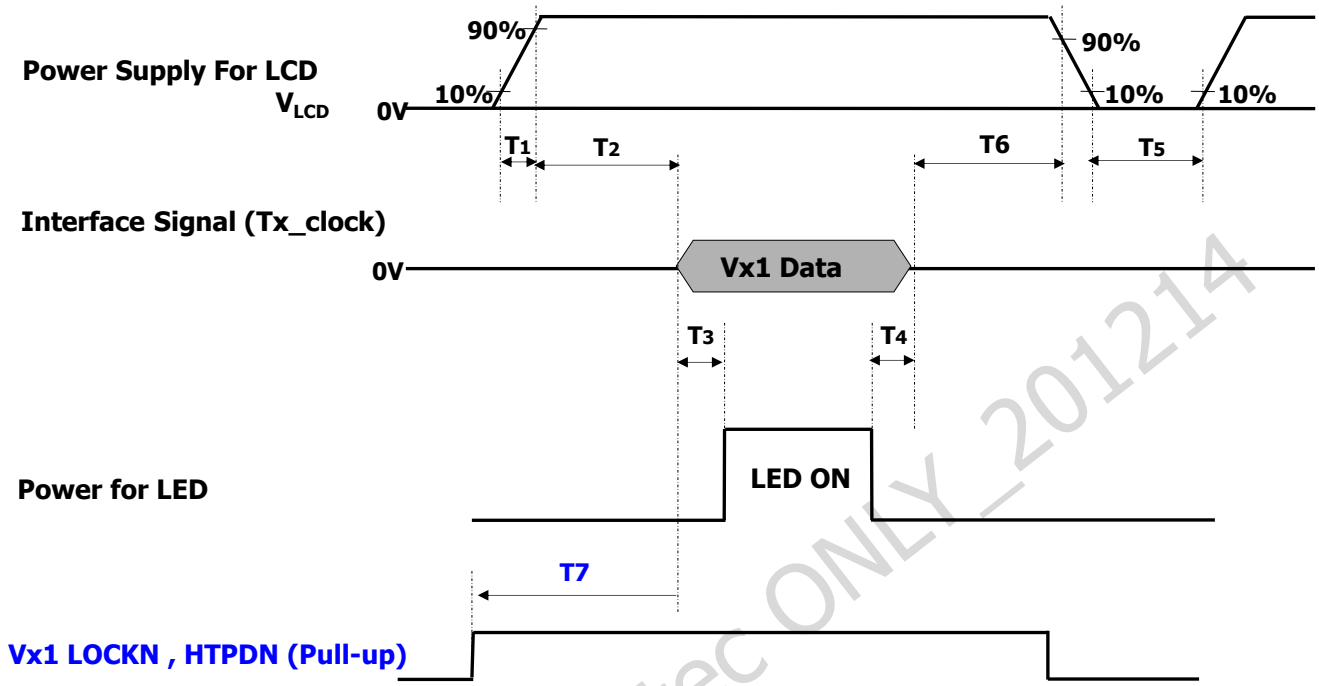 90%
90%
Power Supply For LCD
VLCD
0V
10%
10%
10%
T1
T2
T6
T5
Interface Signal (Tx_clock)
0V
Vx1 Data
T3
T4
LED ON
Power for LED
T7
Vx1 LOCKN , HTPDN (Pull-up)
ONLY_201214